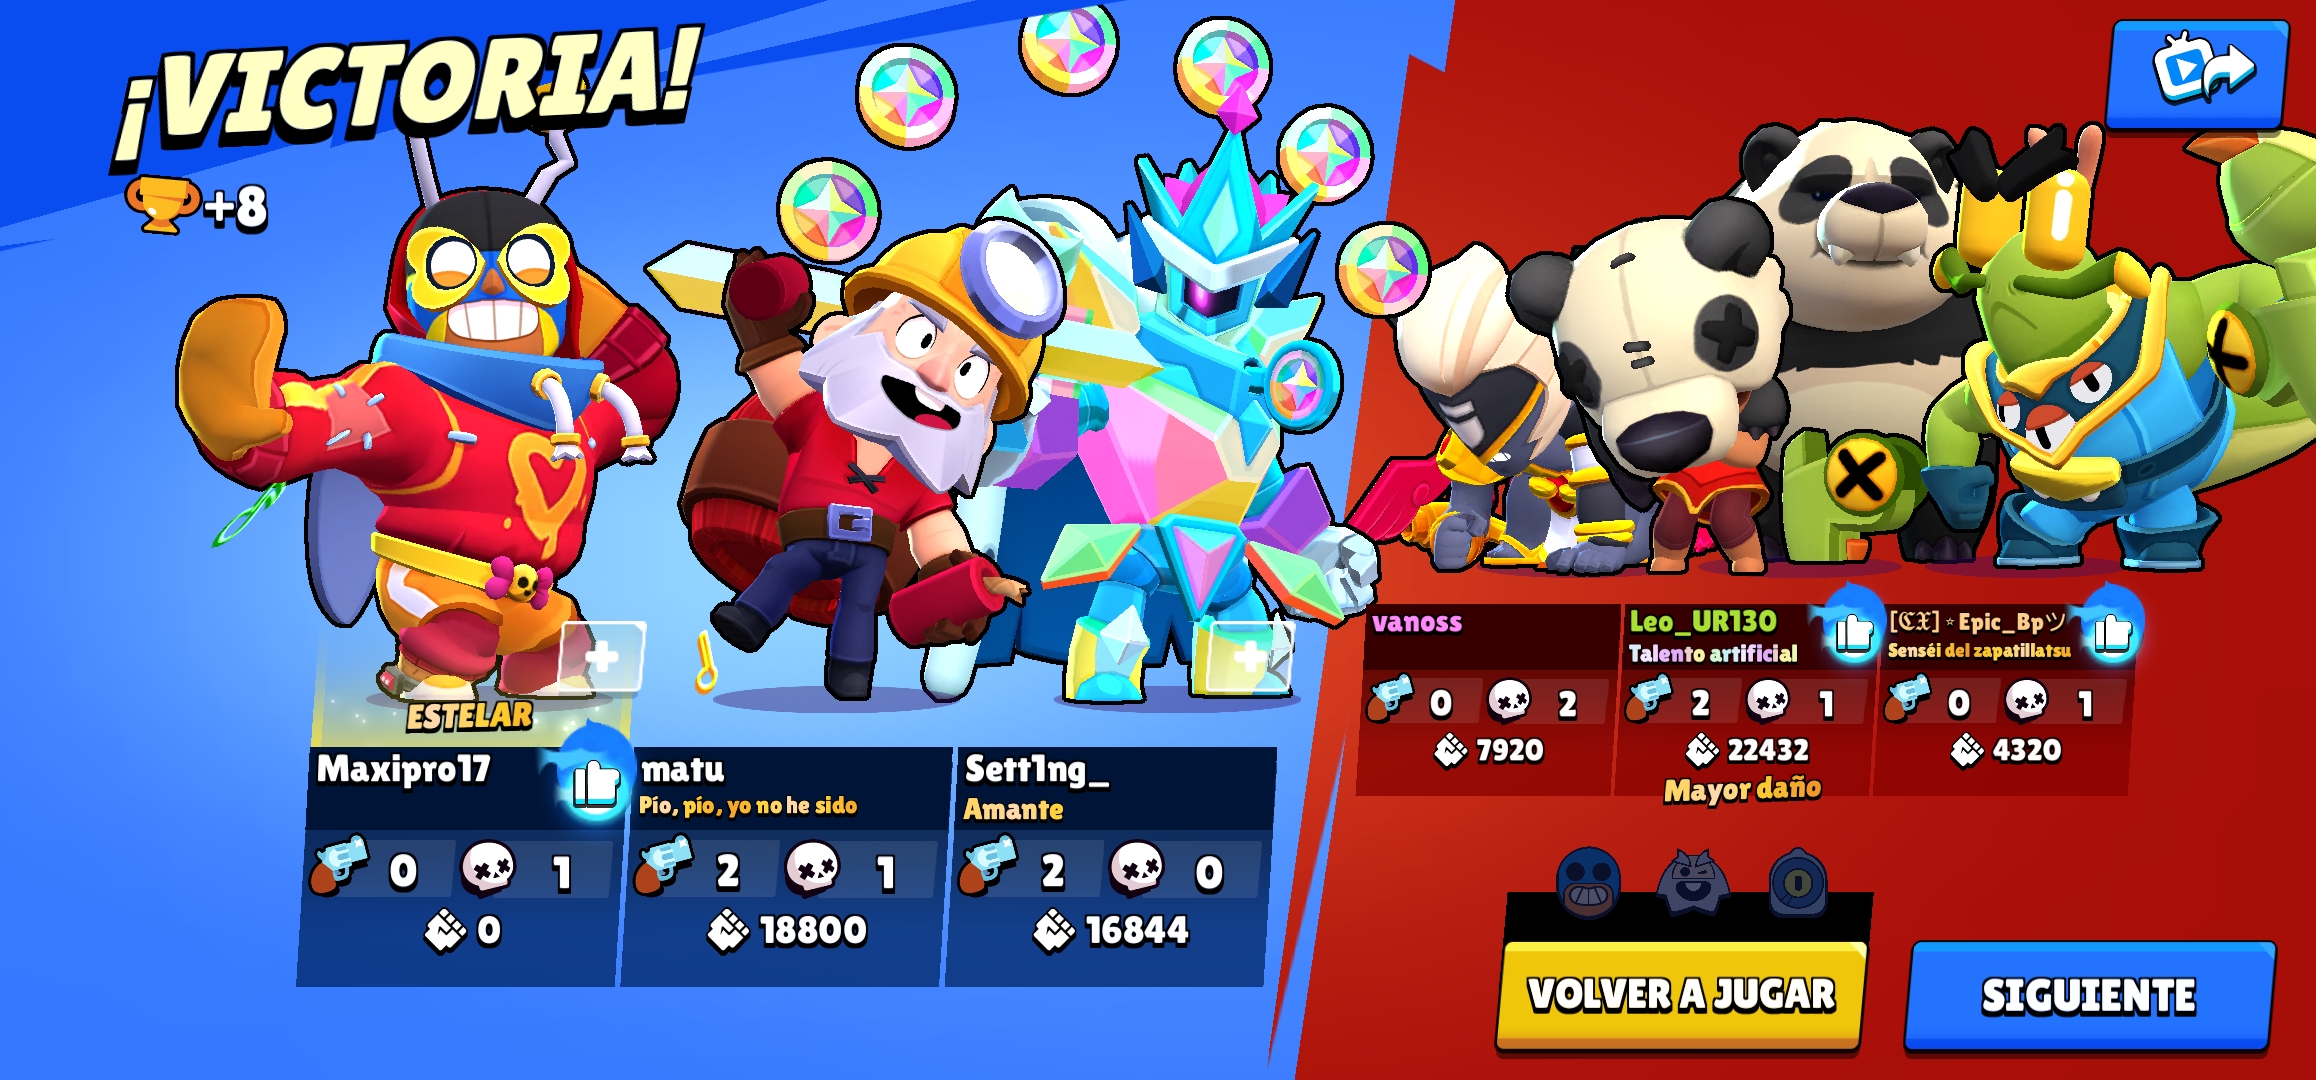 ¡VICTORIA!
+8
ESTELAR
Maxipro17
0 1
0
matu
Pío, pío, yo no he sido
2 1
18800
Sett1ng_
Amante
2 0
16844
vanoss
0 2
7920
Leo_UR130
Talento artificial
2 1
22432
Mayor daño
[ℭ𝔛]⋆Epic_Bpツ
Senséi del zapatillatsu
0 1
4320
VOLVER A JUGAR
SIGUIENTE